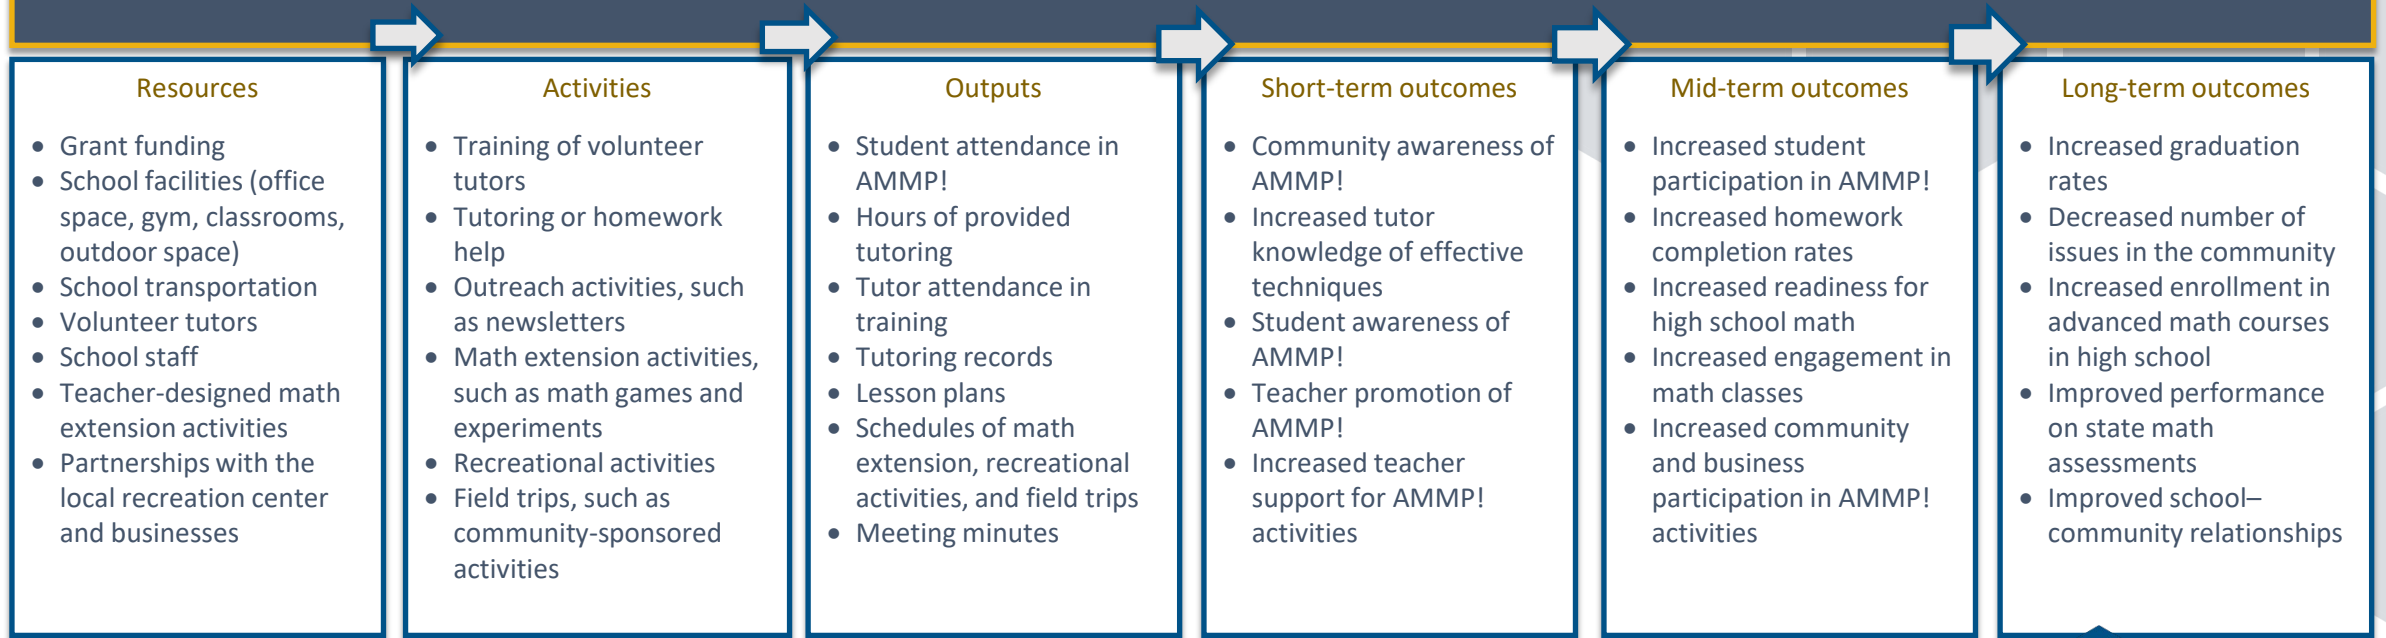 Resources
• Grant funding
• School facilities (office
space, gym, classrooms,
outdoor space)
• School transportation
• Volunteer tutors
• School staff
• Teacher-designed math
extension activities
• Partnerships with the
local recreation center
and businesses
Activities
• Training of volunteer
tutors
• Tutoring or homework
help
• Outreach activities, such
as newsletters
• Math extension activities,
such as math games and
experiments
• Recreational activities
• Field trips, such as
community-sponsored
activities
Outputs
• Student attendance in
AMMP!
• Hours of provided
tutoring
• Tutor attendance in
training
• Tutoring records
• Lesson plans
• Schedules of math
extension, recreational
activities, and field trips
• Meeting minutes
Short-term outcomes
• Community awareness of
AMMP!
• Increased tutor
knowledge of effective
techniques
• Student awareness of
AMMP!
• Teacher promotion of
AMMP!
• Increased teacher
support for AMMP!
activities
Mid-term outcomes
• Increased student
participation in AMMP!
• Increased homework
completion rates
• Increased readiness for
high school math
• Increased engagement in
math classes
• Increased community
and business
participation in AMMP!
activities
Long-term outcomes
• Increased graduation
rates
• Decreased number of
issues in the community
• Increased enrollment in
advanced math courses
in high school
• Improved performance
on state math
assessments
• Improved school–
community relationships